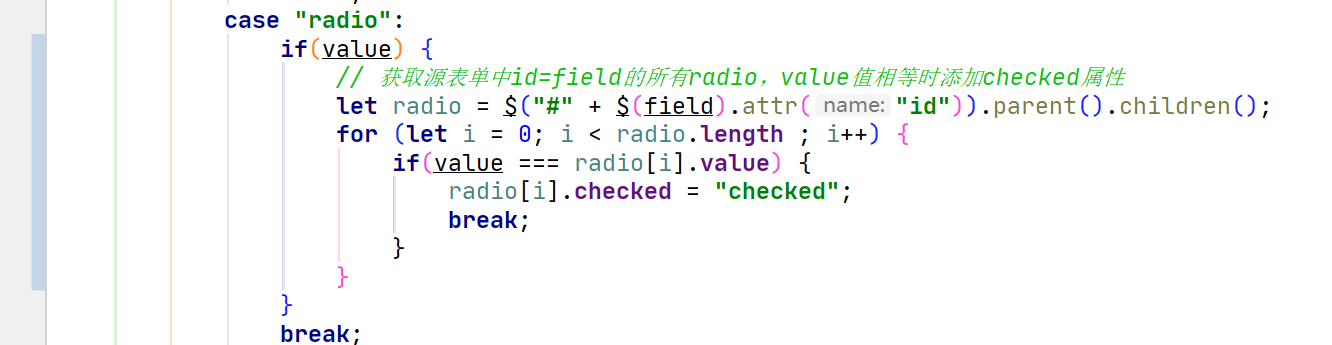 case "radio":
if(value) {
// 获取源表单中id=field的所有radio，value值相等时添加checked属性
let radio = $("#" + $(field).attr( name: "id")).parent().children();
for (let i = 0; i < radio.length ; i++) {
if(value === radio[i].value) {
radio[i].checked = "checked";
break;
}
}
}
break;